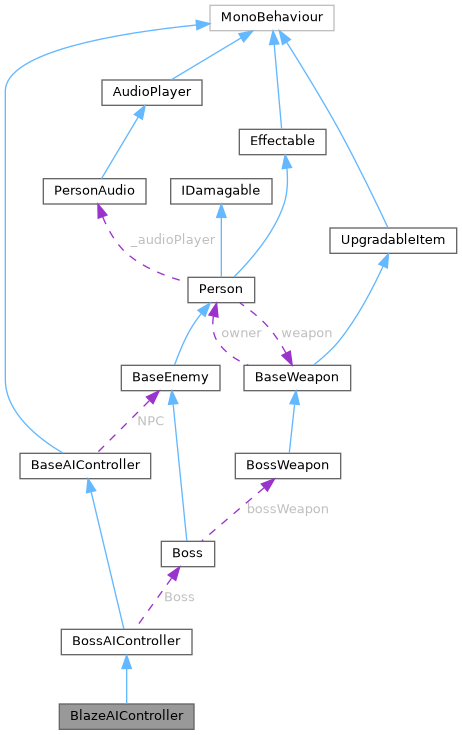 MonoBehaviour
AudioPlayer
Effectable
PersonAudio
IDamagable
_audioPlayer
UpgradableItem
Person
owner
weapon
BaseEnemy
BaseWeapon
NPC
BaseAIController
BossWeapon
bossWeapon
Boss
Boss
BossAIController
BlazeAIController